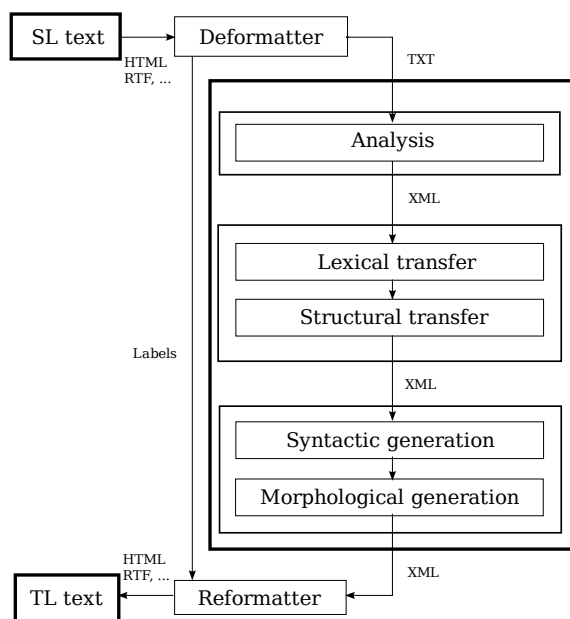 SL text
Deformatter
HTML
RTF, ...
TXT
Analysis
XML
Lexical transfer
Structural transfer
Labels
XML
Syntactic generation
Morphological generation
HTML
RTF, ...
XML
TL text
Reformatter